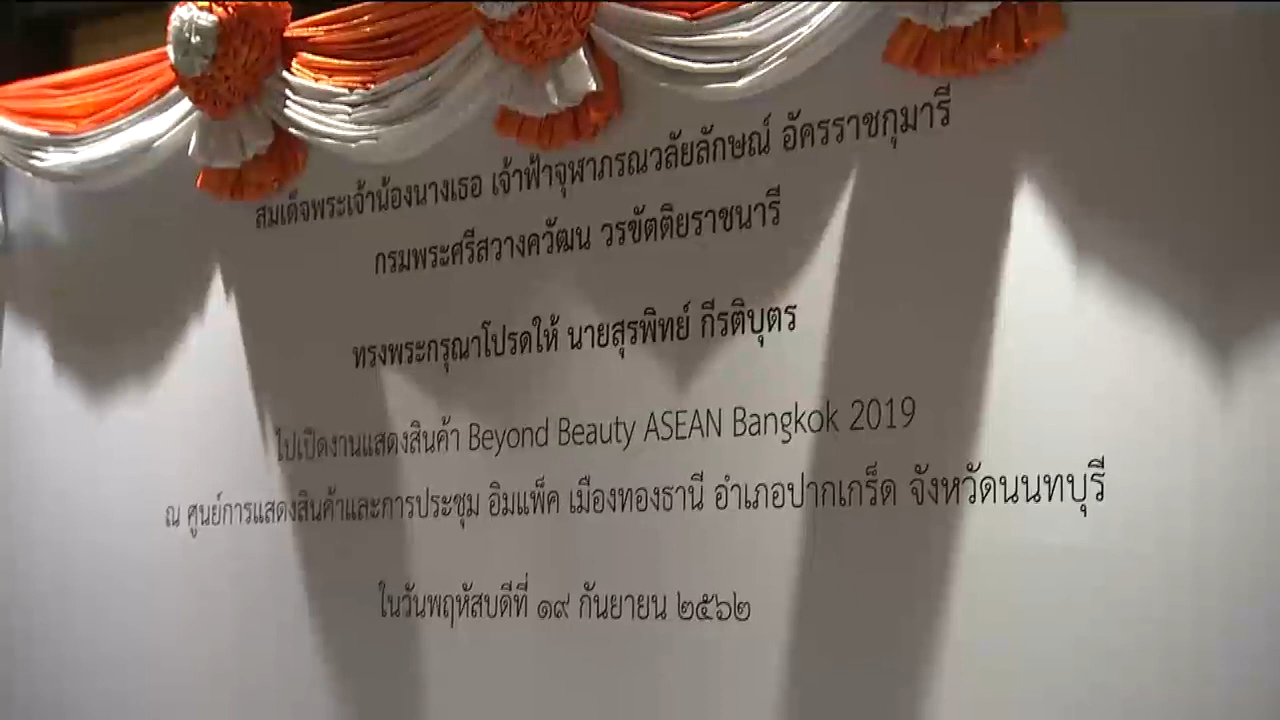 สมเด็จพระเจ้าน้องนางเธอ เจ้าฟ้าจุฬาภรณวลัยลักษณ์ อัครราชกุมารี
กรมพระศรีสวางควัฒน วรขัตติยราชนารี
ทรงพระกรุณาโปรดให้ นายสุรพิทย์ กีรติบุตร
ไปเปิดงานแสดงสินค้า Beyond Beauty ASEAN Bangkok 2019
ณ ศูนย์การแสดงสินค้าและการประชุม อิมแพ็ค เมืองทองธานี อำเภอปากเกร็ด จังหวัดนนทบุรี
ในวันพฤหัสบดีที่ ๑๙ กันยายน ๒๕๖๒